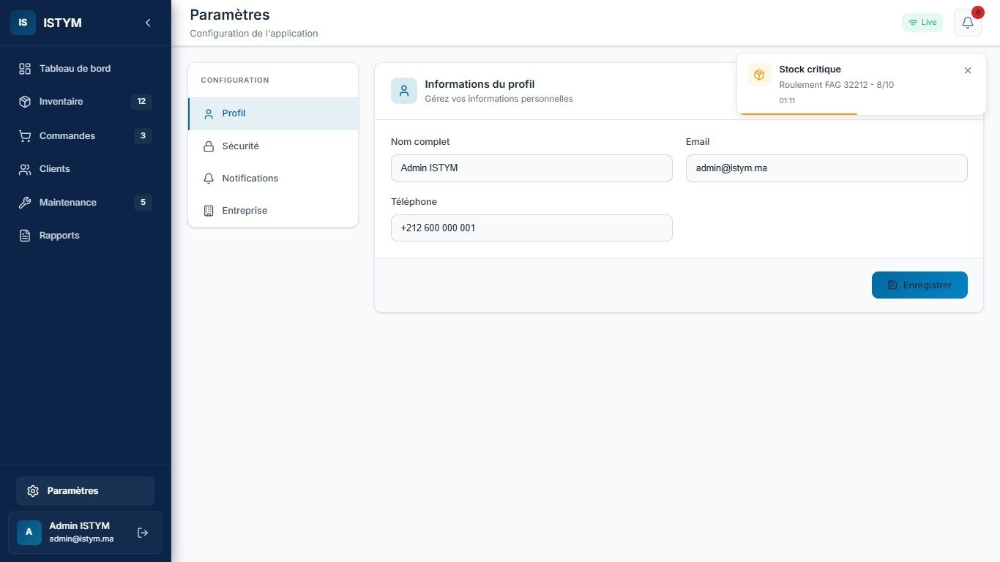 IS
ISTYM
Tableau de bord
Inventaire
12
Commandes
3
Clients
Maintenance
5
Rapports
Paramètres
A
Admin ISTYM
admin@istym.ma
Paramètres
Configuration de l'application
Live
6
Stock critique
Roulement FAG 32212 - 8/10
01:11
CONFIGURATION
Profil
Sécurité
Notifications
Entreprise
Informations du profil
Gérez vos informations personnelles
Nom complet
Admin ISTYM
Email
admin@istym.ma
Téléphone
+212 600 000 001
Enregistrer